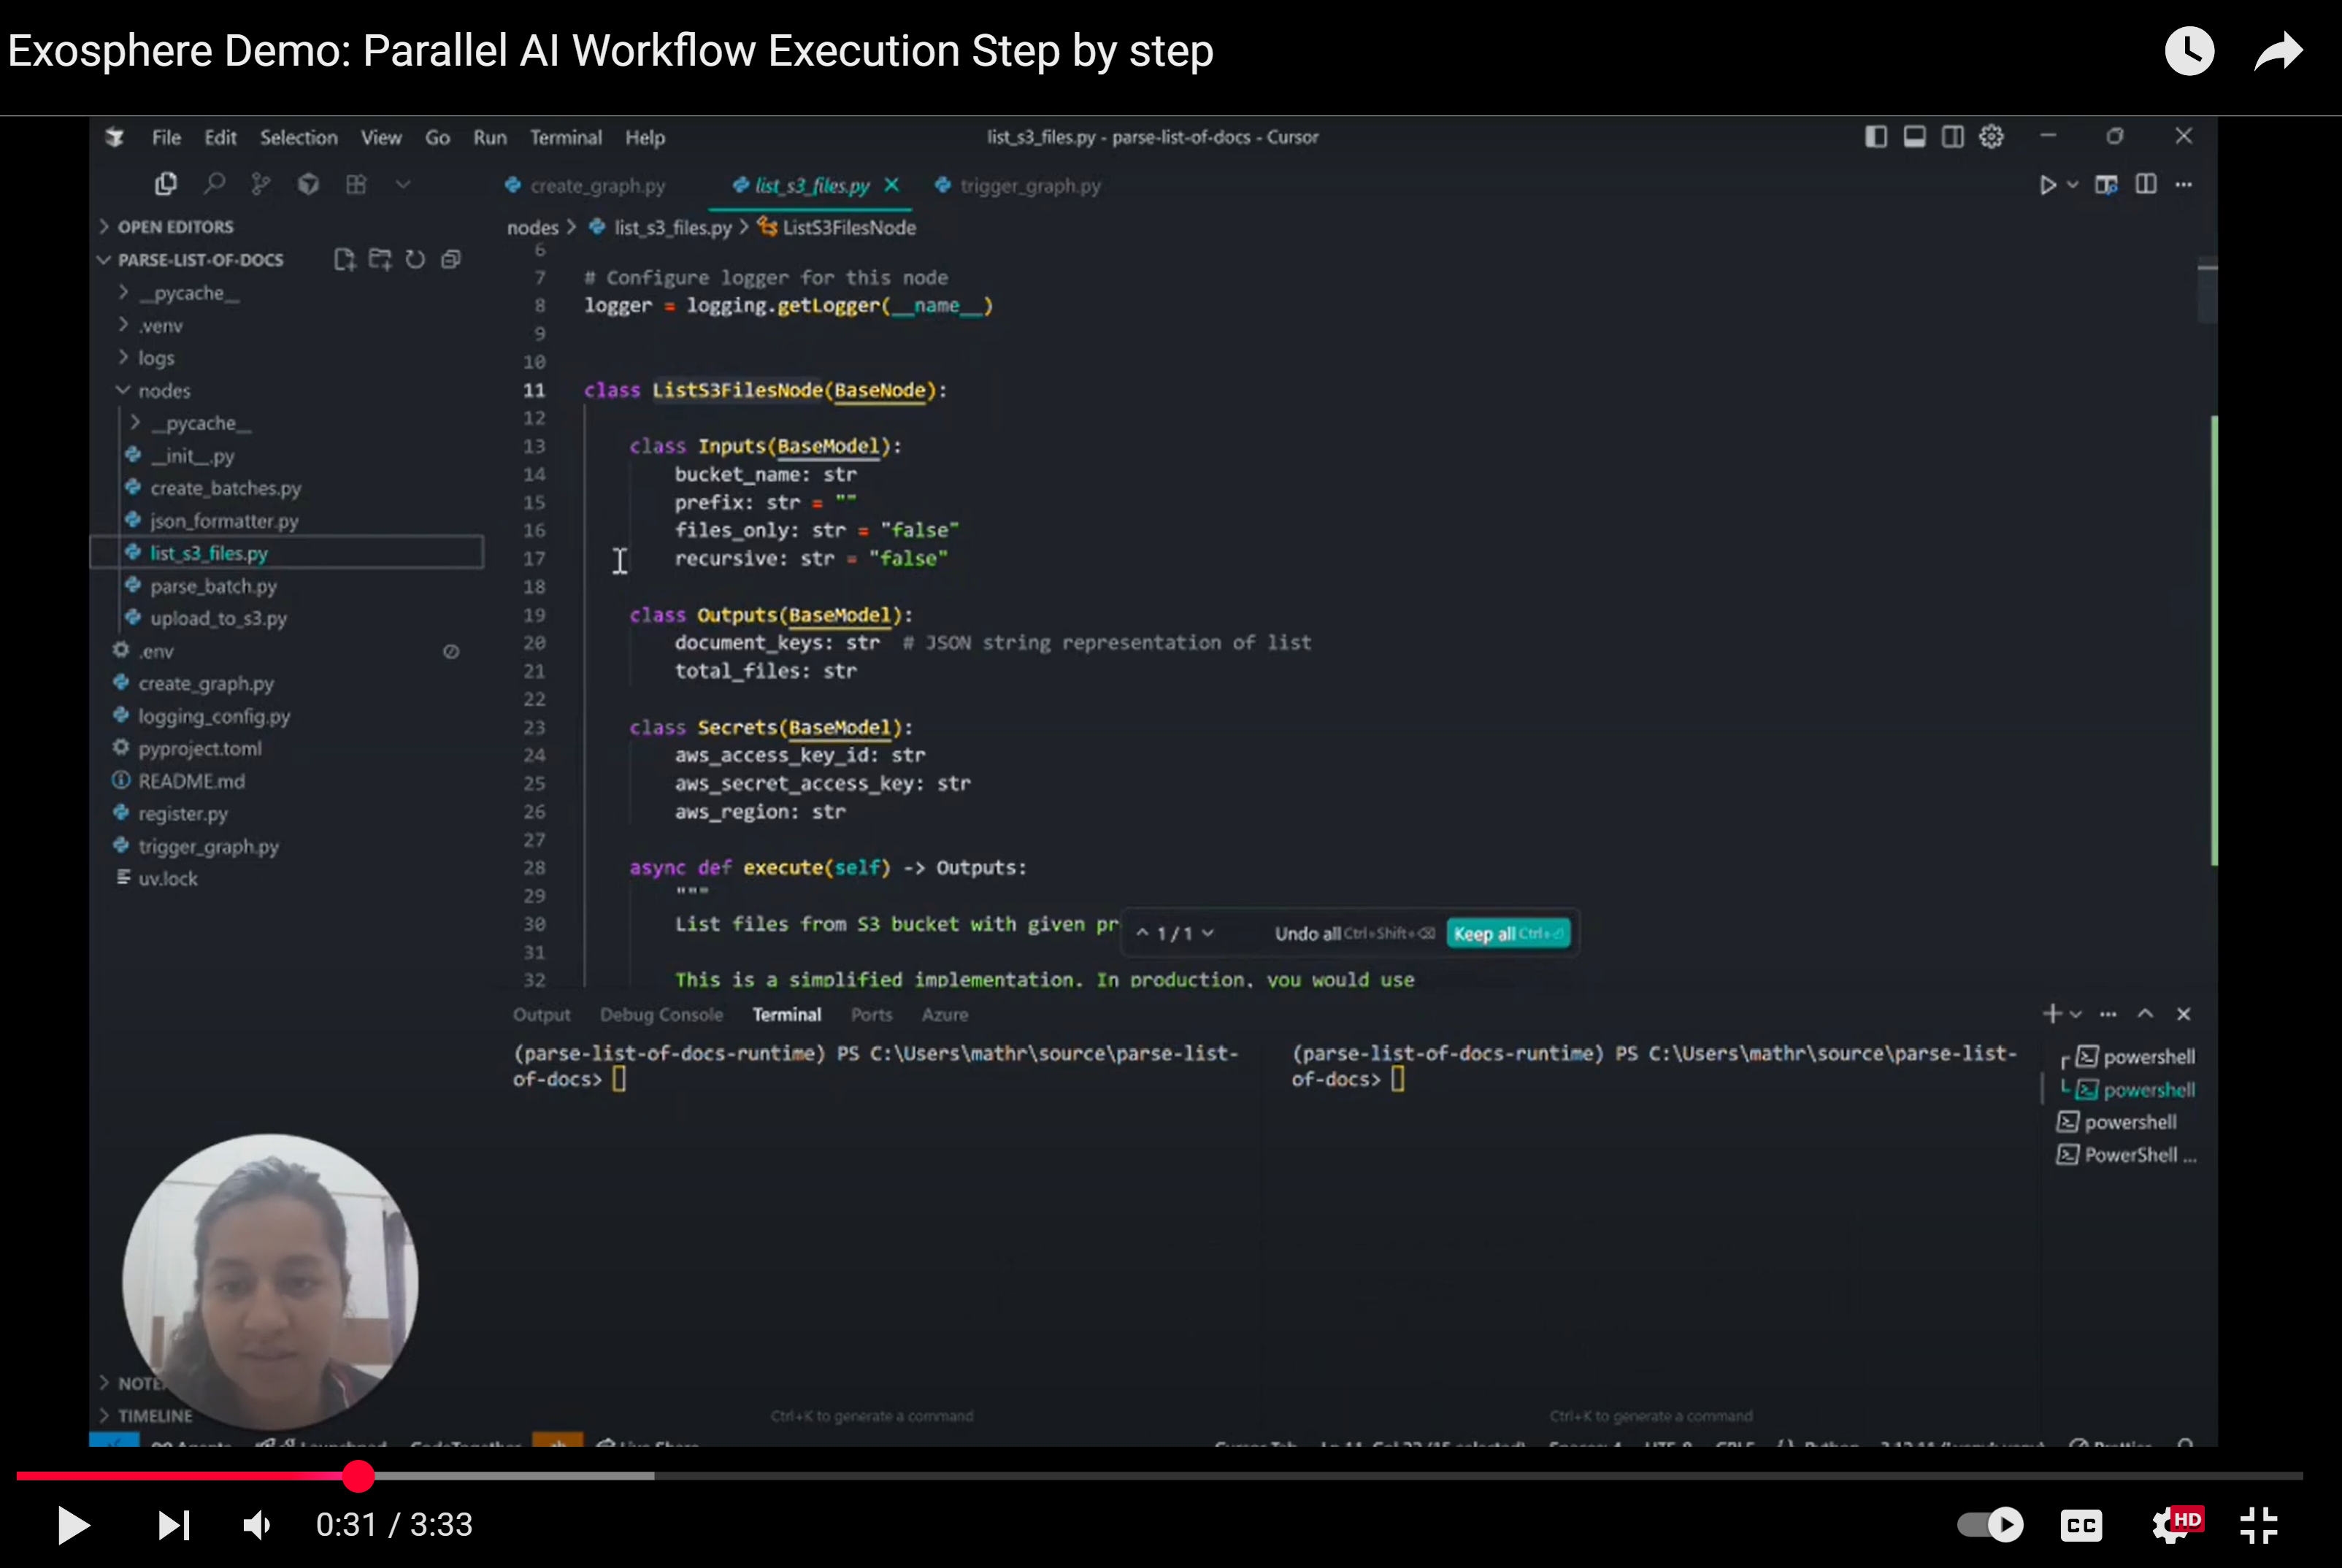 Exosphere Demo: Parallel AI Workflow Execution Step by step
File Edit Selection View Go Run Terminal Help
list_s3_files.py - parse-list-of-docs - Cursor
create_graph.py list_s3_files.py trigger_graph.py
OPEN EDITORS
PARSE-LIST-OF-DOCS
__pycache__
.venv
logs
nodes
__pycache__
__init__.py
create_batches.py
json_formatter.py
list_s3_files.py
parse_batch.py
upload_to_s3.py
.env
create_graph.py
logging_config.py
pyproject.toml
README.md
register.py
trigger_graph.py
uv.lock
TIMELINE
nodes > list_s3_files.py > ListS3FilesNode
6
7 # Configure logger for this node
8 logger = logging.getLogger(__name__)
9
10
11 class ListS3FilesNode(BaseNode):
12
13 class Inputs(BaseModel):
14 bucket_name: str
15 prefix: str = ""
16 files_only: str = "false"
17 recursive: str = "false"
18
19 class Outputs(BaseModel):
20 document_keys: str # JSON string representation of list
21 total_files: str
22
23 class Secrets(BaseModel):
24 aws_access_key_id: str
25 aws_secret_access_key: str
26 aws_region: str
27
28 async def execute(self) -> Outputs:
29 """
30 List files from S3 bucket with given pr
31
32 This is a simplified implementation. In production, you would use
1 / 1 Undo all Ctrl+Shift+⌫ Keep all Ctrl+⏎
Output Debug Console Terminal Ports Azure
(parse-list-of-docs-runtime) PS C:\Users\mathr\source\parse-list-
of-docs>
(parse-list-of-docs-runtime) PS C:\Users\mathr\source\parse-list-
of-docs>
powershell
powershell
powershell
PowerShell ...
Ctrl+K to generate a command
Ctrl+K to generate a command
0:31 / 3:33
CC
HD